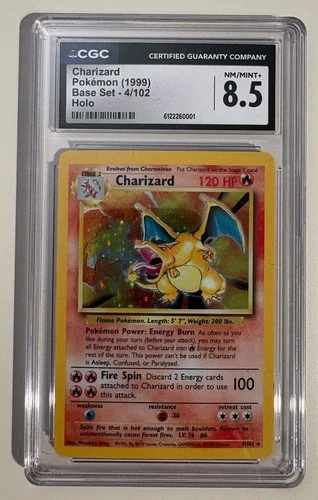 CGC
CERTIFIED GUARANTY COMPANY
Charizard
Pokémon (1999)
Base Set - 4/102
Holo
NM/MINT+
8.5
6122260001
STAGE 2
Evolves from Charmeleon
Put Charizard on the Stage 1 card
Charizard
120 HP
Flame Pokémon. Length: 5' 7", Weight: 200 lbs.
Pokémon Power: Energy Burn As often as you
like during your turn (before your attack), you may turn
all Energy attached to Charizard into Energy for
the rest of the turn. This power can't be used if Charizard
is Asleep, Confused, or Paralyzed.
Fire Spin Discard 2 Energy cards
attached to Charizard in order to use
this attack.
100
weakness
resistance
retreat cost
-30
Spits fire that is hot enough to melt boulders. Known to
unintentionally cause forest fires. LV. 76 #6
4/102